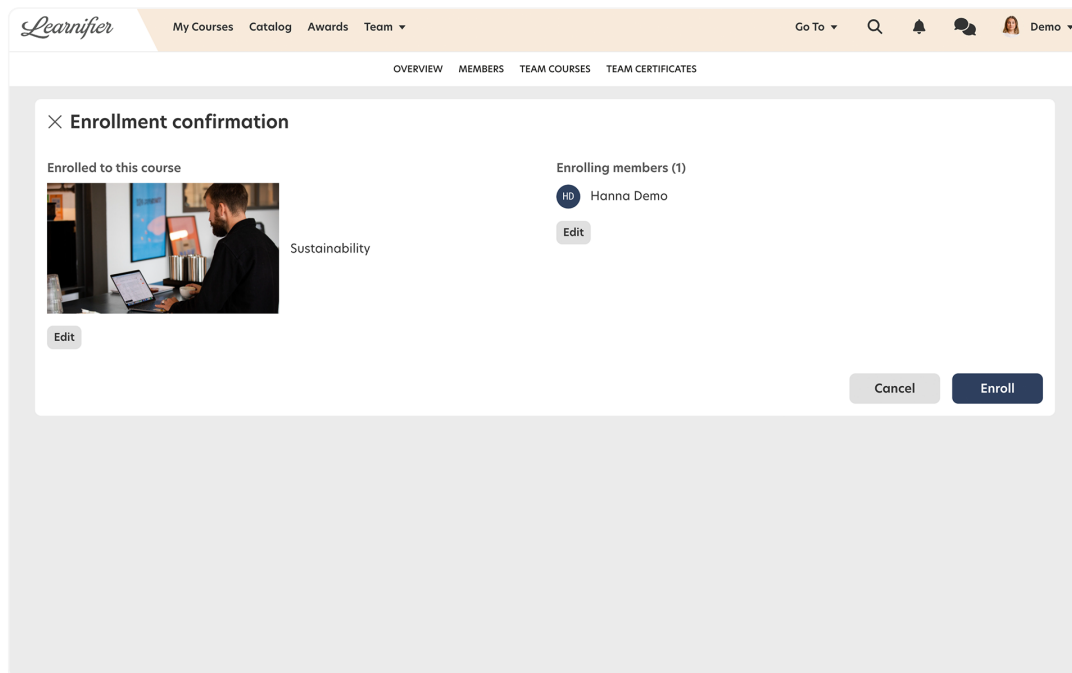 Learnifier
My Courses Catalog Awards Team Go To Demo
OVERVIEW MEMBERS TEAM COURSES TEAM CERTIFICATES
Enrollment confirmation
Enrolled to this course
Sustainability
Edit
Enrolling members (1)
HD Hanna Demo
Edit
Cancel Enroll